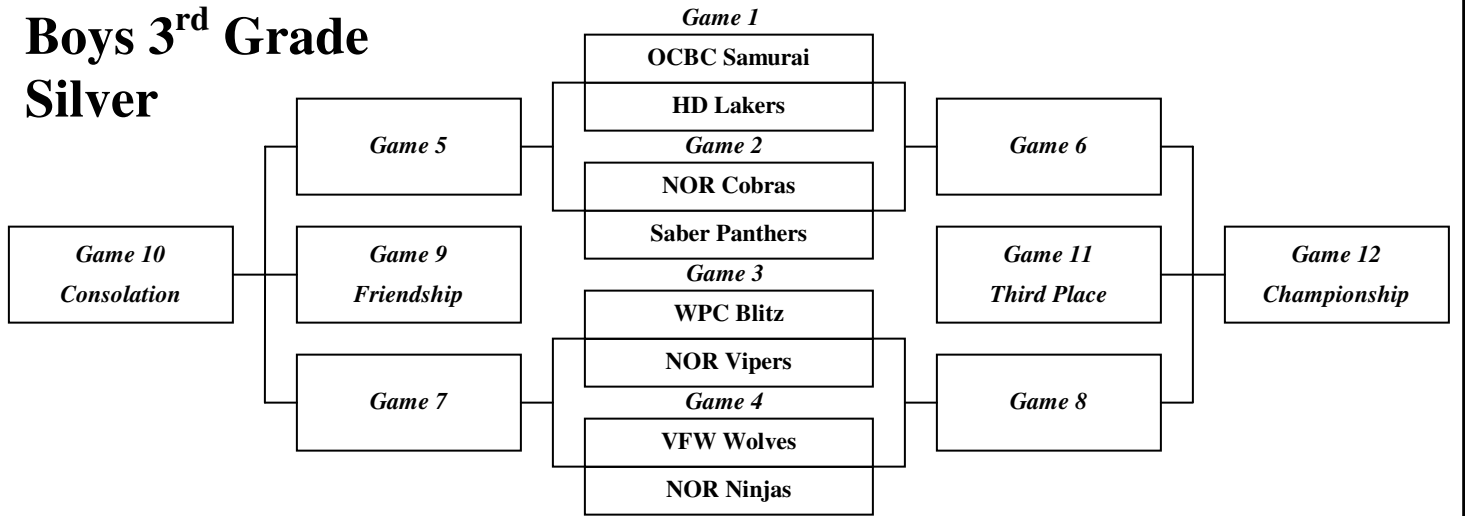 Boys 3rd Grade
Silver
Game 1
OCBC Samurai
HD Lakers
Game 5
Game 2
Game 6
NOR Cobras
Saber Panthers
Game 10
Consolation
Game 9
Friendship
Game 3
Game 11
Third Place
Game 12
Championship
WPC Blitz
NOR Vipers
Game 7
Game 4
Game 8
VFW Wolves
NOR Ninjas